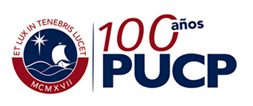 ET LUX IN TENEBRIS LUCET
MCMXVII
100 años
PUCP